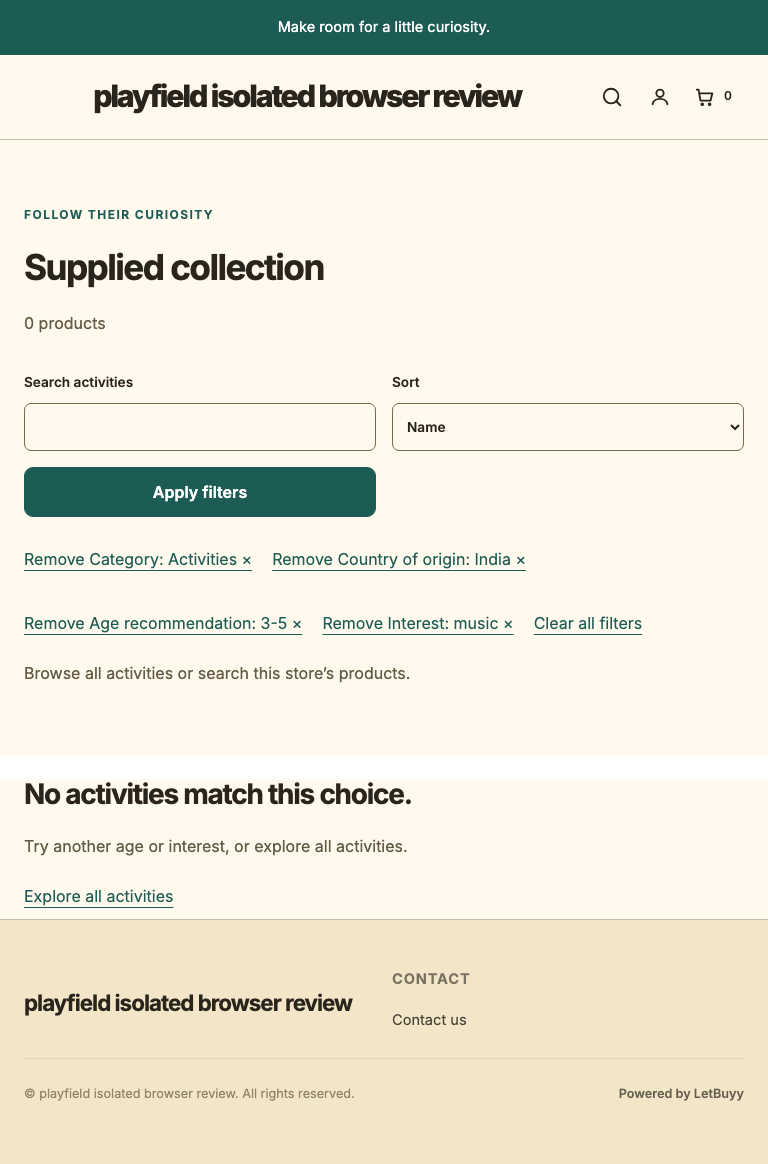 Make room for a little curiosity.
playfield isolated browser review
0
FOLLOW THEIR CURIOSITY
Supplied collection
0 products
Search activities
Sort
Name
Apply filters
Remove Category: Activities ×
Remove Country of origin: India ×
Remove Age recommendation: 3-5 ×
Remove Interest: music ×
Clear all filters
Browse all activities or search this store’s products.
No activities match this choice.
Try another age or interest, or explore all activities.
Explore all activities
playfield isolated browser review
CONTACT
Contact us
© playfield isolated browser review. All rights reserved.
Powered by LetBuyy